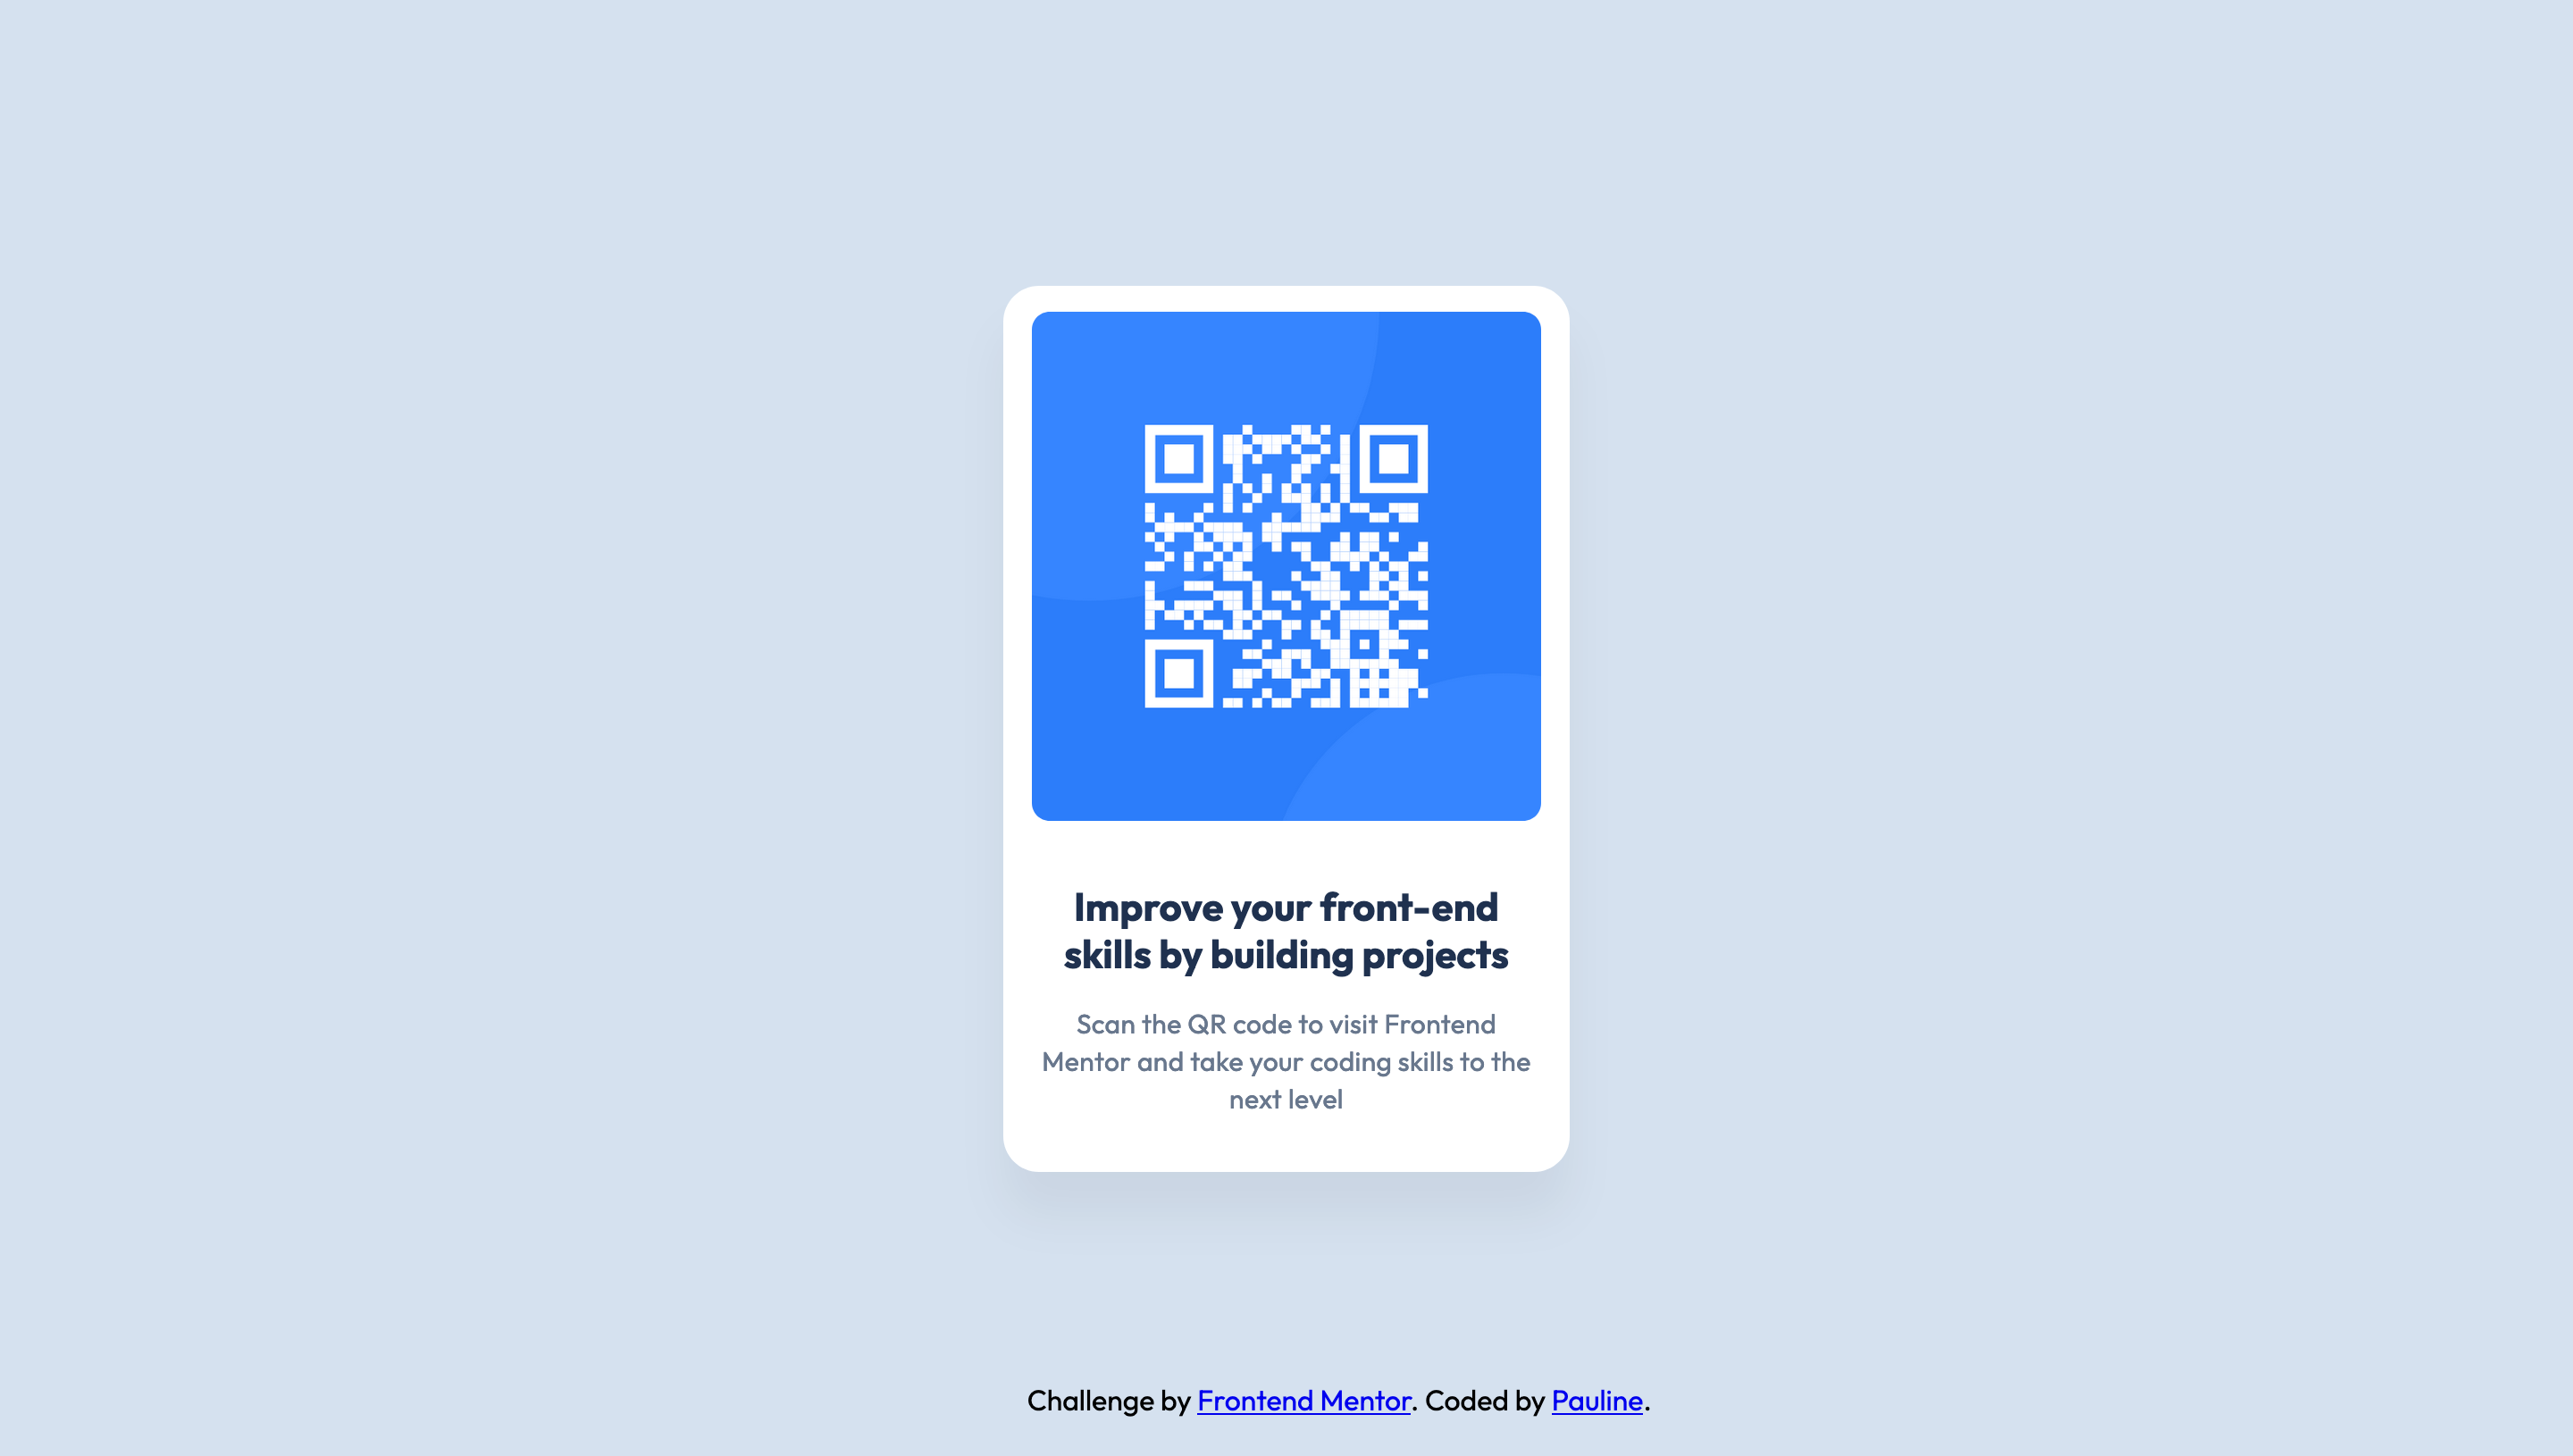 Improve your front-end
skills by building projects
Scan the QR code to visit Frontend
Mentor and take your coding skills to the
next level
Challenge by Frontend Mentor. Coded by Pauline.